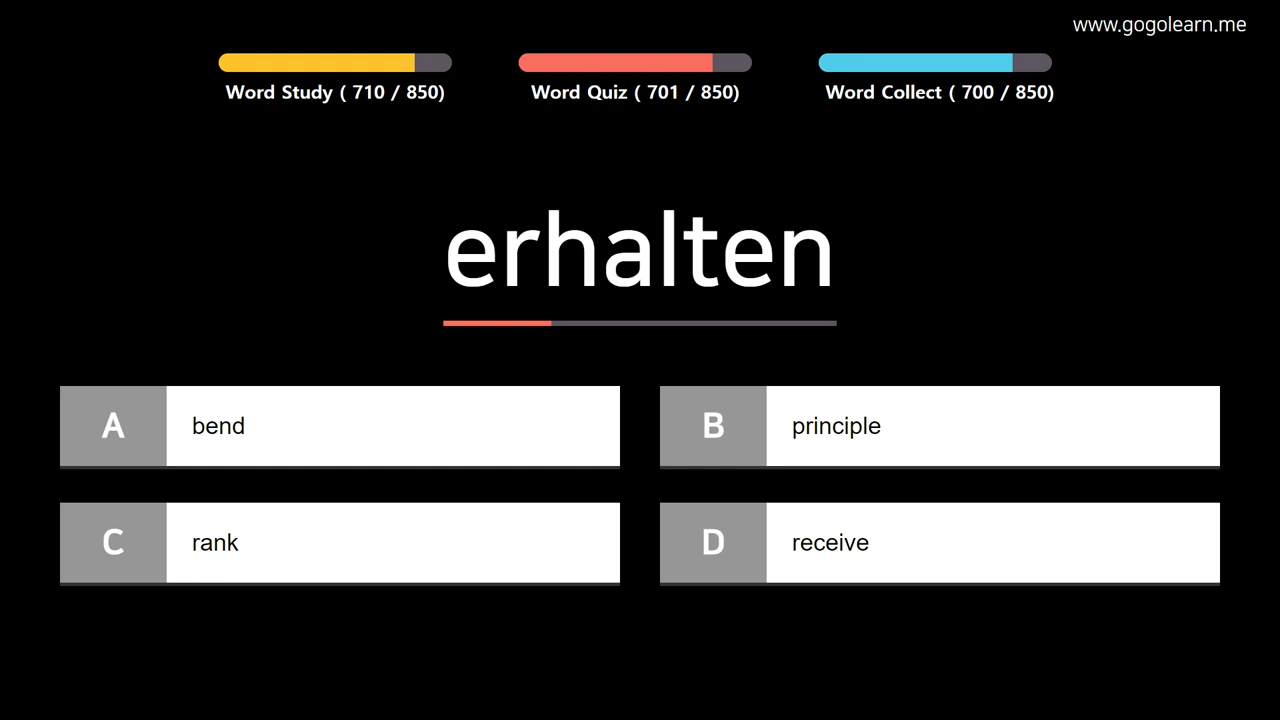 www.gogolearn.me
Word Study ( 710 / 850)
Word Quiz ( 701 / 850)
Word Collect ( 700 / 850)
erhalten
A bend
B principle
C rank
D receive